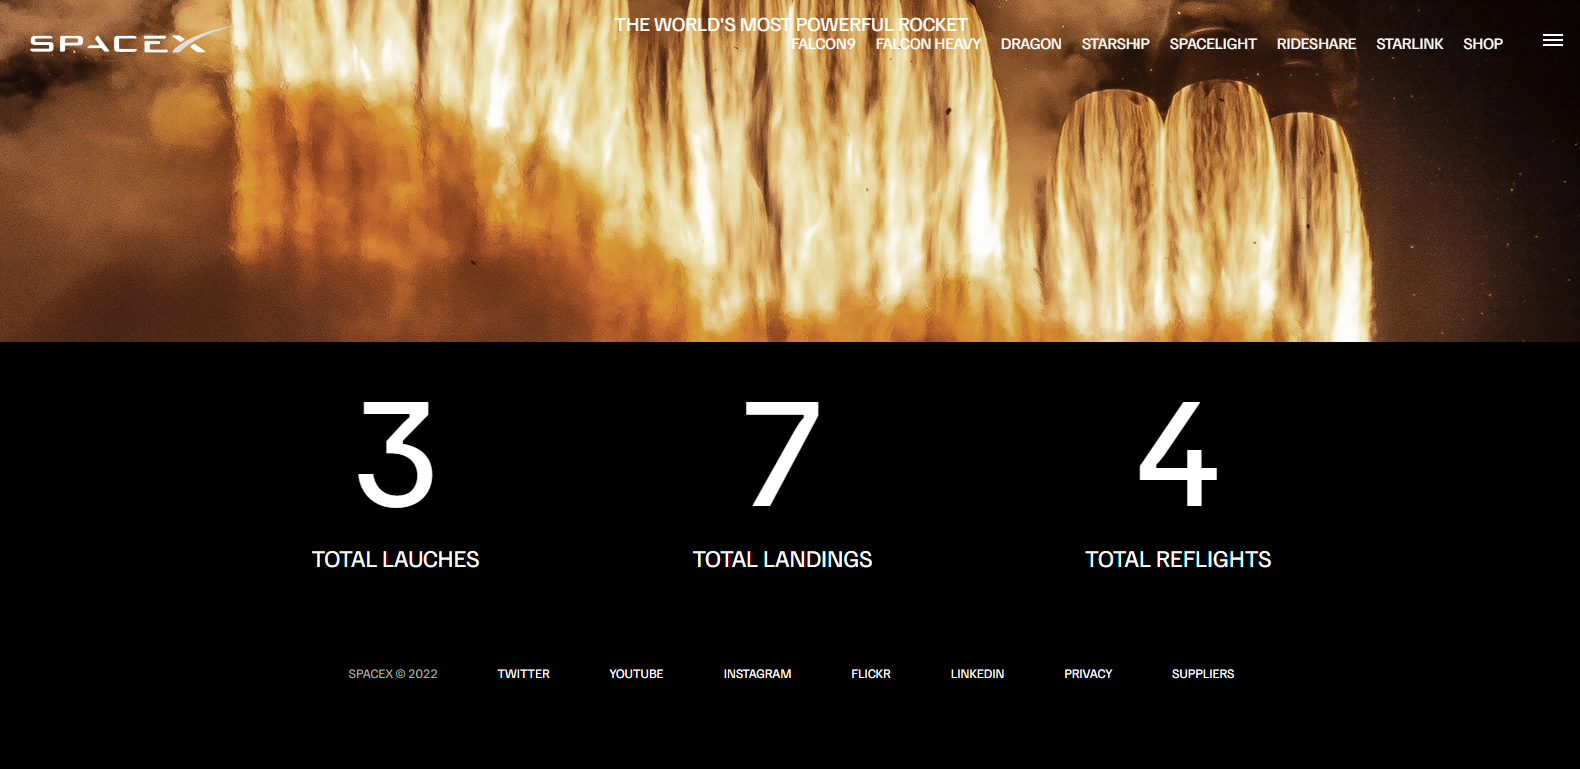 THE WORLD'S MOST POWERFUL ROCKET
SPACEX FALCON9 FALCON HEAVY DRAGON STARSHIP SPACELIGHT RIDESHARE STARLINK SHOP
3 7 4
TOTAL LAUCHES TOTAL LANDINGS TOTAL REFLIGHTS
SPACEX © 2022 TWITTER YOUTUBE INSTAGRAM FLICKR LINKEDIN PRIVACY SUPPLIERS